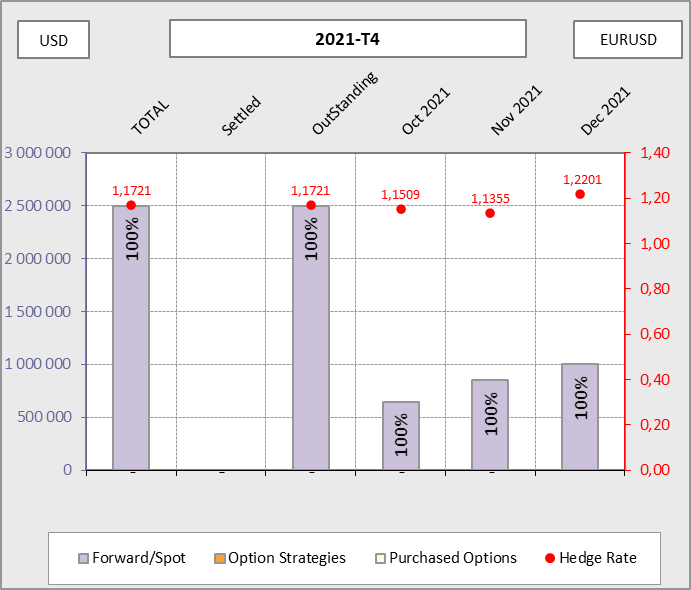 USD
2021-T4
EURUSD
TOTAL
Settled
OutStanding
Oct 2021
Nov 2021
Dec 2021
3 000 000
2 500 000
2 000 000
1 500 000
1 000 000
500 000
0
1,1721
1,1721
1,1509
1,1355
1,2201
100%
100%
100%
100%
100%
1,40
1,20
1,00
0,80
0,60
0,40
0,20
0,00
Forward/Spot
Option Strategies
Purchased Options
Hedge Rate